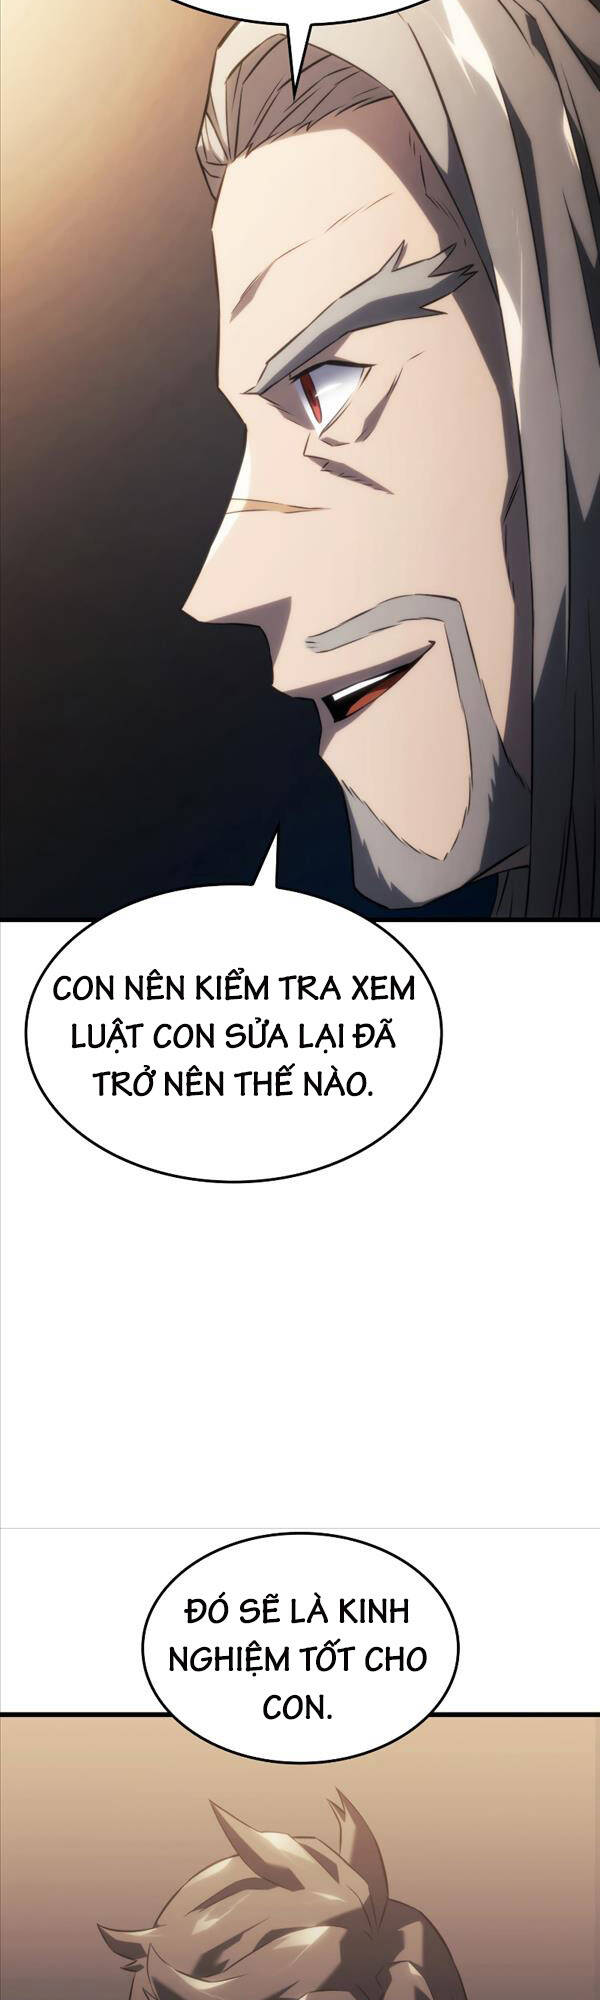 CON NÊN KIỂM TRA XEM
LUẬT CON SỬA LẠI ĐÃ
TRỞ NÊN THẾ NÀO.
ĐÓ SẼ LÀ KINH
NGHIỆM TỐT CHO
CON.